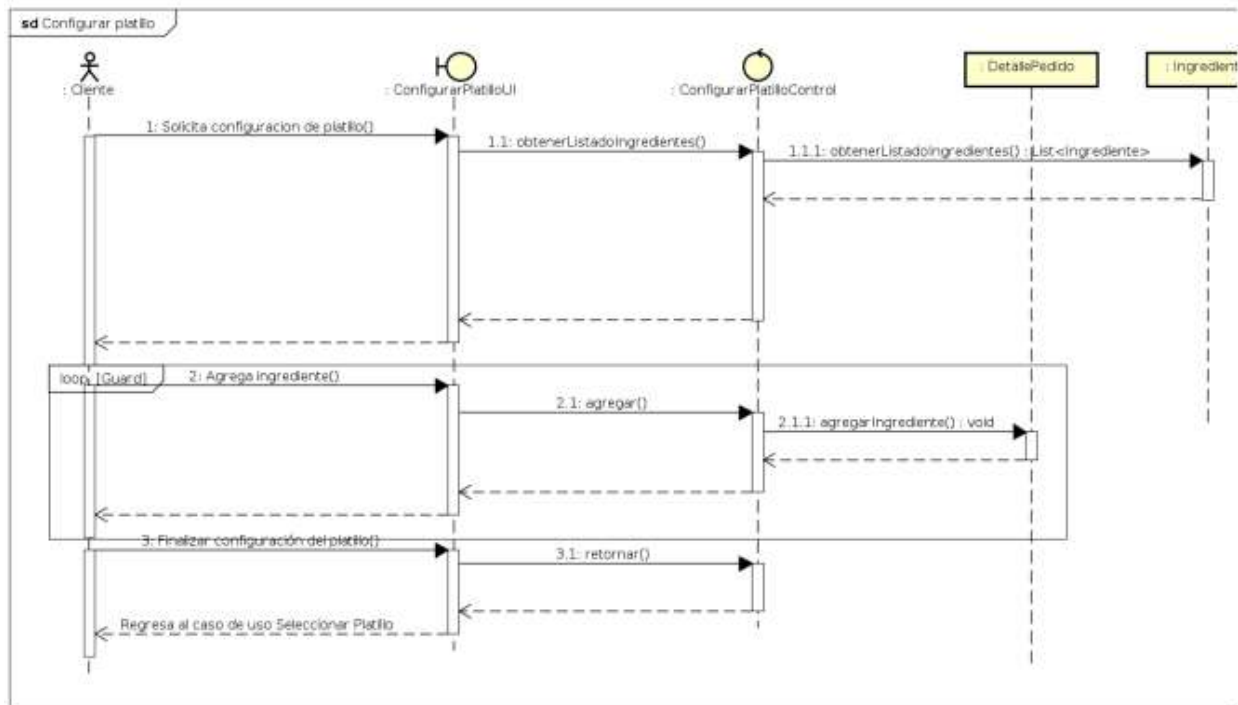 sd Configurar platillo
: Cliente
: ConfigurarPlatilloUI
: ConfigurarPlatilloControl
: DetallePedido
: Ingredient
1: Solicita configuracion de platillo()
1.1: obtenerListadoIngredientes()
1.1.1: obtenerListadoIngredientes() : List<Ingrediente>
loop [Guard]
2: Agrega ingrediente()
2.1: agregar()
2.1.1: agregarIngrediente() : void
3: Finalizar configuración del platillo()
3.1: retornar()
Regresa al caso de uso Seleccionar Platillo